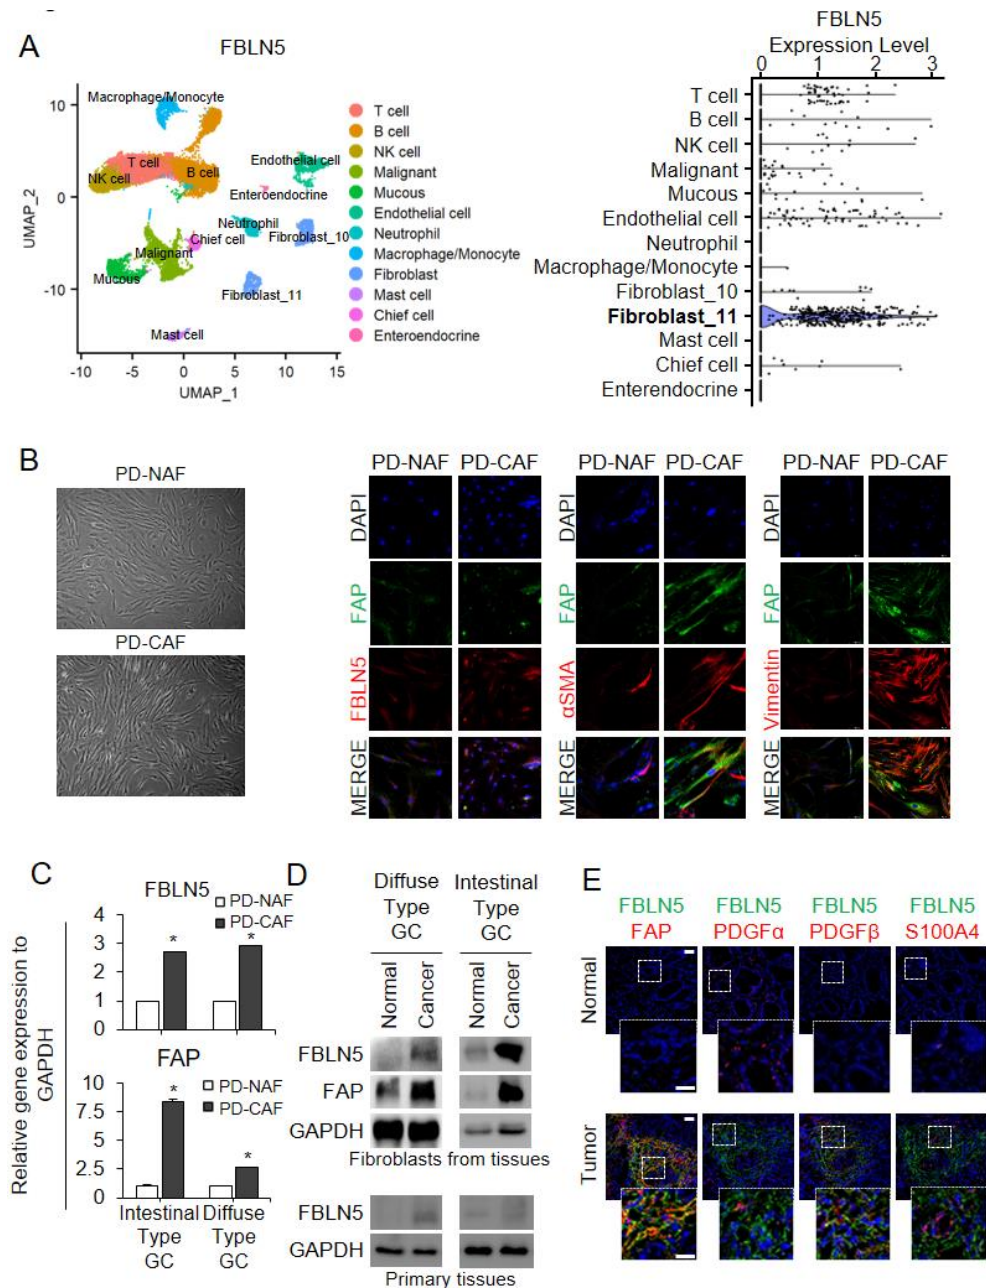 A
FBLN5
10
0
-10
UMAP_2
-10
-5
0
5
10
15
UMAP_1
Macrophage/Monocyte
T cell
NK cell
B cell
Endothelial cell
Enteroendocrine
Neutrophil
Fibroblast_10
Chief cell
Malignant
Mucous
Fibroblast_11
Mast cell
T cell
B cell
NK cell
Malignant
Mucous
Endothelial cell
Neutrophil
Macrophage/Monocyte
Fibroblast
Mast cell
Chief cell
Enteroendocrine
FBLN5
Expression Level
0 1 2 3
T cell
B cell
NK cell
Malignant
Mucous
Endothelial cell
Neutrophil
Macrophage/Monocyte
Fibroblast_10
Fibroblast_11
Mast cell
Chief cell
Enterendocrine
B
PD-NAF
PD-CAF
PD-NAF PD-CAF
DAPI
FAP
FBLN5
MERGE
PD-NAF PD-CAF
DAPI
FAP
αSMA
MERGE
PD-NAF PD-CAF
DAPI
FAP
Vimentin
MERGE
C
Relative gene expression to
GAPDH
FBLN5
PD-NAF
PD-CAF
4
3
2
1
0
*
*
FAP
PD-NAF
PD-CAF
10
7.5
5
2.5
0
*
*
Intestinal
Type
GC
Diffuse
Type
GC
D
Diffuse
Type
GC
Intestinal
Type
GC
Normal
Cancer
Normal
Cancer
FBLN5
FAP
GAPDH
Fibroblasts from tissues
FBLN5
GAPDH
Primary tissues
E
FBLN5 FBLN5 FBLN5 FBLN5
FAP PDGFα PDGFβ S100A4
Normal
Tumor